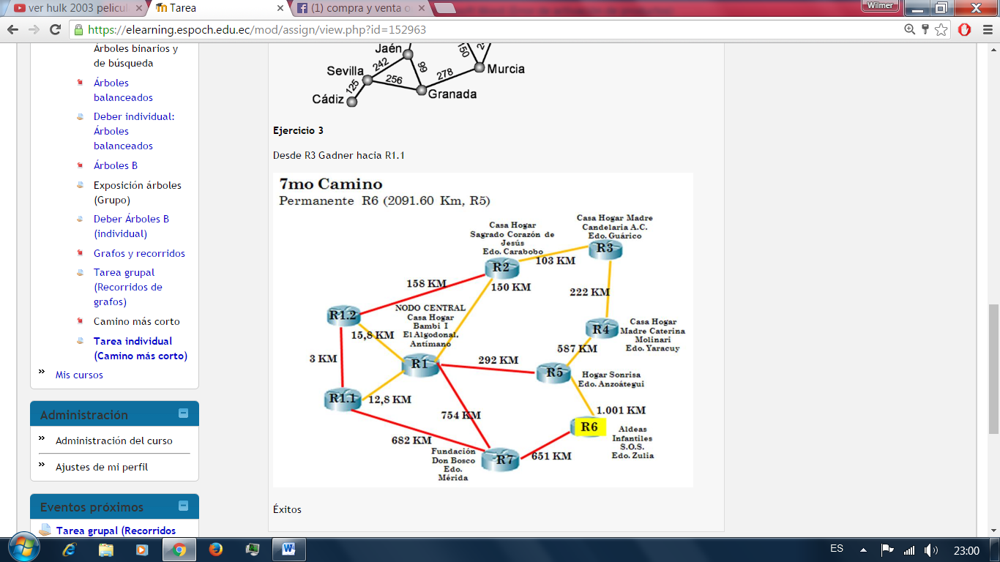 ver hulk 2003 pelicul
Tarea
(1) compra y venta o
Wilmer
https://elearning.espoch.edu.ec/mod/assign/view.php?id=152963
Árboles binarios y
de búsqueda
Árboles
balanceados
Deber individual:
Árboles
balanceados
Árboles B
Exposición árboles
(Grupo)
Deber Árboles B
(individual)
Grafos y recorridos
Tarea grupal
(Recorridos de
grafos)
Camino más corto
Tarea individual
(Camino más corto)
Mis cursos
Administración
Administración del curso
Ajustes de mi perfil
Eventos próximos
Tarea grupal (Recorridos
Jaén
242
Sevilla
99
150
125
256
278
Murcia
Granada
Cádiz
Ejercicio 3
Desde R3 Gadner hacia R1.1
7mo Camino
Permanente R6 (2091.60 Km, R5)
Casa Hogar
Sagrado Corazón de
Jesús
Edo. Carabobo
Casa Hogar Madre
Candelaria A.C.
Edo. Guárico
R3
103 KM
R2
158 KM
150 KM
222 KM
NODO CENTRAL
Casa Hogar
Bambi I
El Algodonal,
Antímano
R1.2
15,8 KM
R4
Casa Hogar
Madre Caterina
Molinari
Edo. Yaracuy
587 KM
3 KM
R1
292 KM
R5
Hogar Sonrisa
Edo. Anzoátegui
R1.1
12,8 KM
754 KM
1.001 KM
R6
Aldeas
Infantiles
S.O.S.
Edo. Zulia
682 KM
Fundación
Don Bosco
Edo.
Mérida
R7
651 KM
Éxitos
ES
23:00